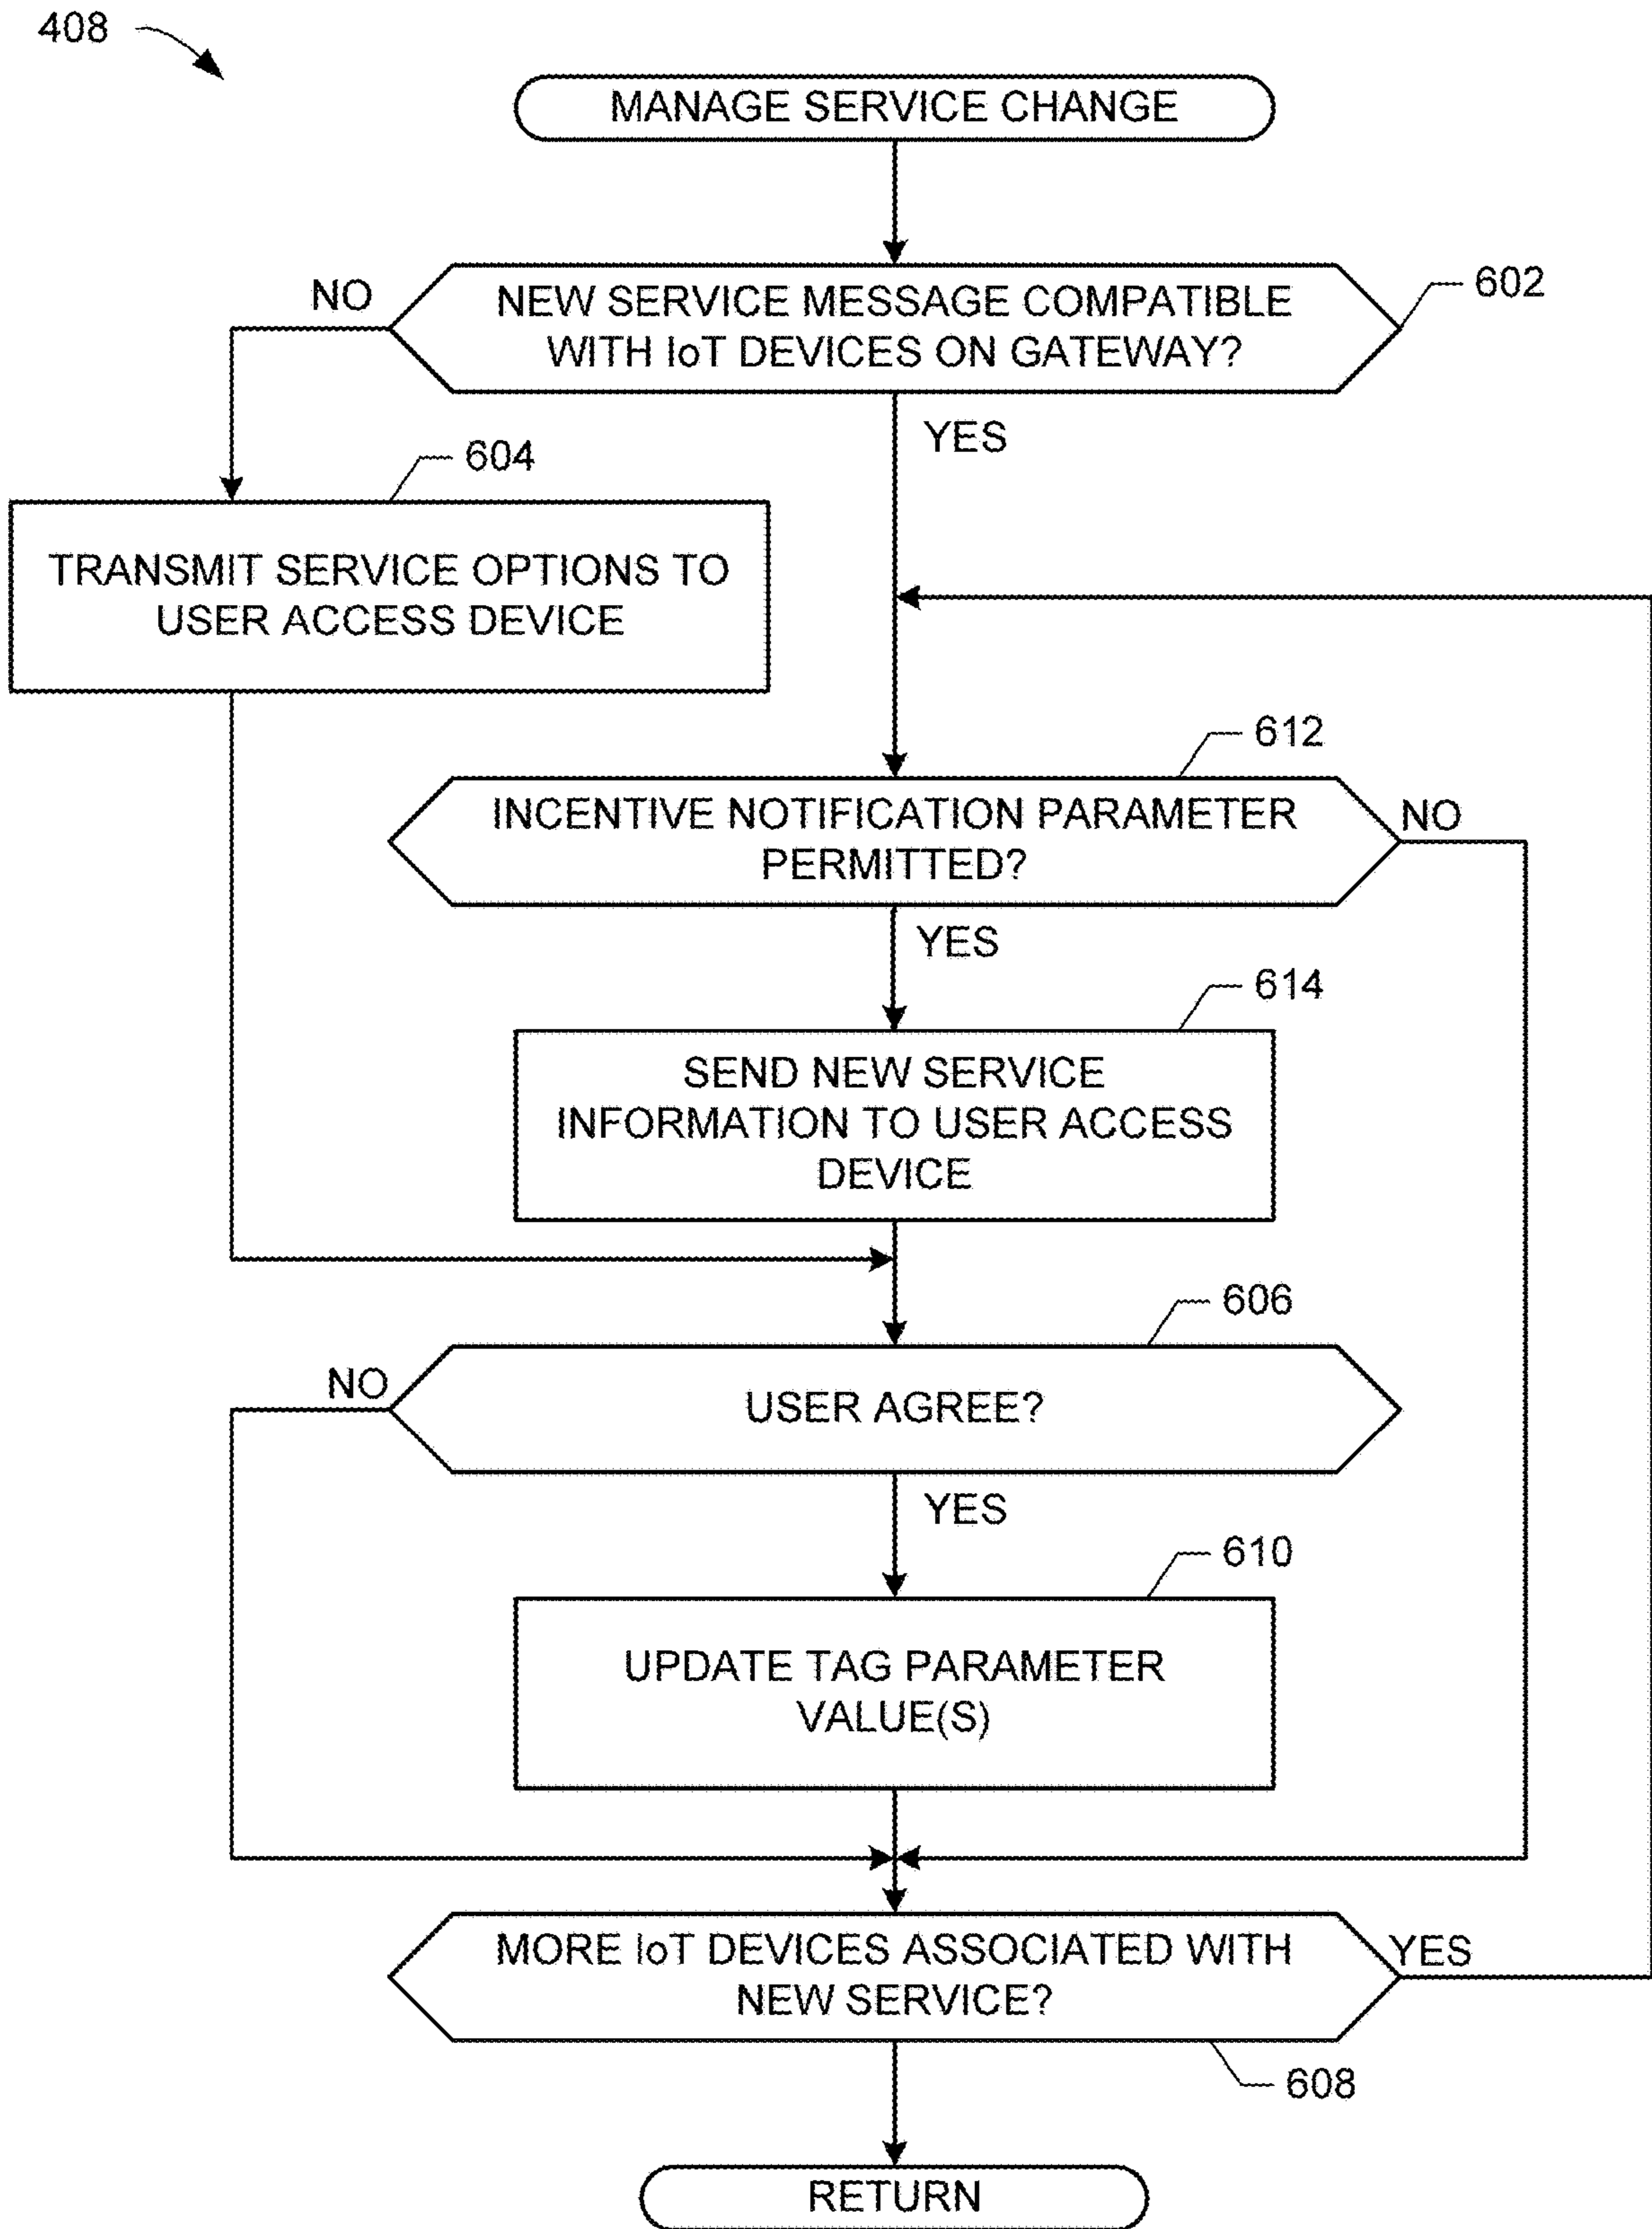 408
MANAGE SERVICE CHANGE
NO
NEW SERVICE MESSAGE COMPATIBLE
WITH IoT DEVICES ON GATEWAY?
602
YES
604
TRANSMIT SERVICE OPTIONS TO
USER ACCESS DEVICE
612
INCENTIVE NOTIFICATION PARAMETER
PERMITTED?
NO
YES
614
SEND NEW SERVICE
INFORMATION TO USER ACCESS
DEVICE
606
NO
USER AGREE?
YES
610
UPDATE TAG PARAMETER
VALUE(S)
MORE IoT DEVICES ASSOCIATED WITH
NEW SERVICE?
YES
608
RETURN